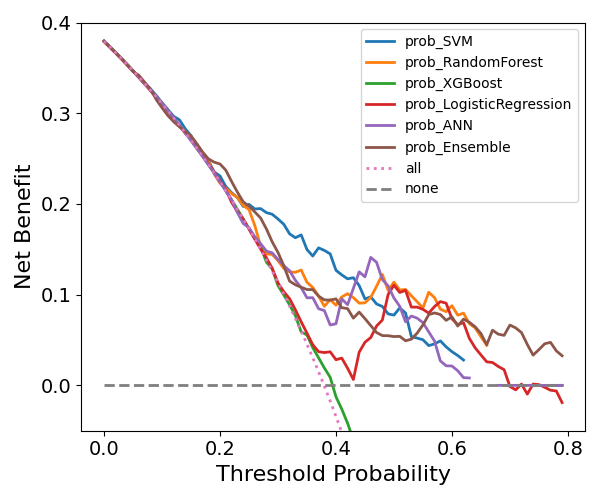 0.4
0.3
0.2
0.1
0.0
Net Benefit
prob_SVM
prob_RandomForest
prob_XGBoost
prob_LogisticRegression
prob_ANN
prob_Ensemble
all
none
0.0
0.2
0.4
0.6
0.8
Threshold Probability